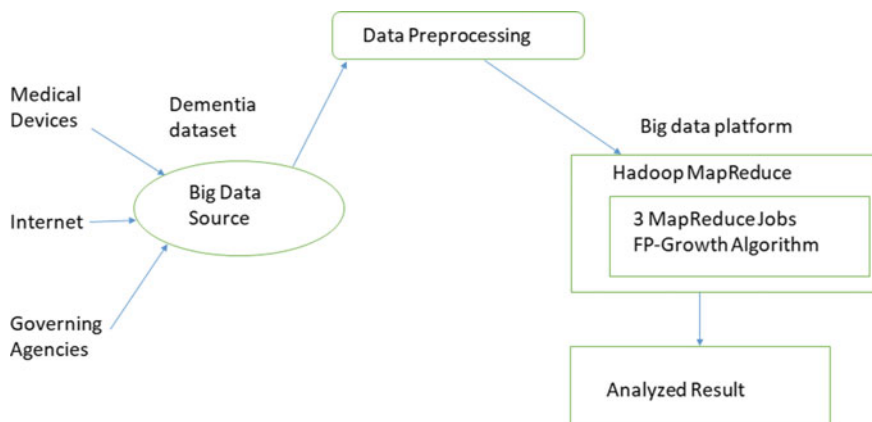 Data Preprocessing
Medical
Devices
Dementia
dataset
Big data platform
Hadoop MapReduce
Big Data
Source
3 MapReduce Jobs
FP-Growth Algorithm
Internet
Governing
Agencies
Analyzed Result